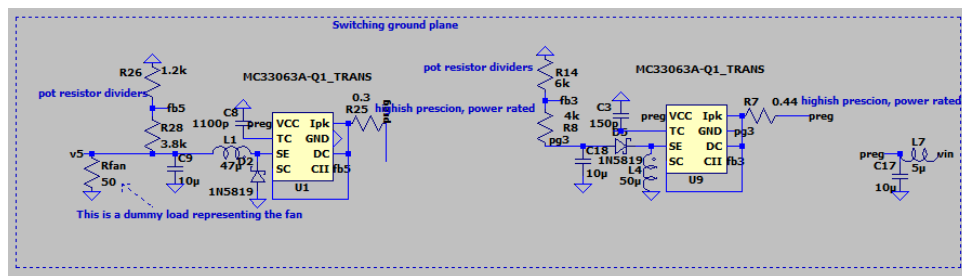 Switching ground plane
R26
1.2k
pot resistor dividers
fb5
R28
3.8k
v5
Rfan
50
C9
10µ
This is a dummy load representing the fan
L1
47µ
D2
1N5819
C8
1100p
preg
MC33063A-Q1_TRANS
VCC Ipk
TC GND
SE DC
SC CII
fb5
U1
0.3
R25
preg
highish prescion, power rated
pot resistor dividers
R14
6k
fb3
4k
R8
pg3
C3
150p
C18
10µ
D5
1N5819
L4
50µ
preg
MC33063A-Q1_TRANS
VCC Ipk
TC GND
SE DC
SC CII
pg3
fb3
U9
R7
0.44
preg
highish prescion, power rated
preg
L7
5µ
vin
C17
10µ